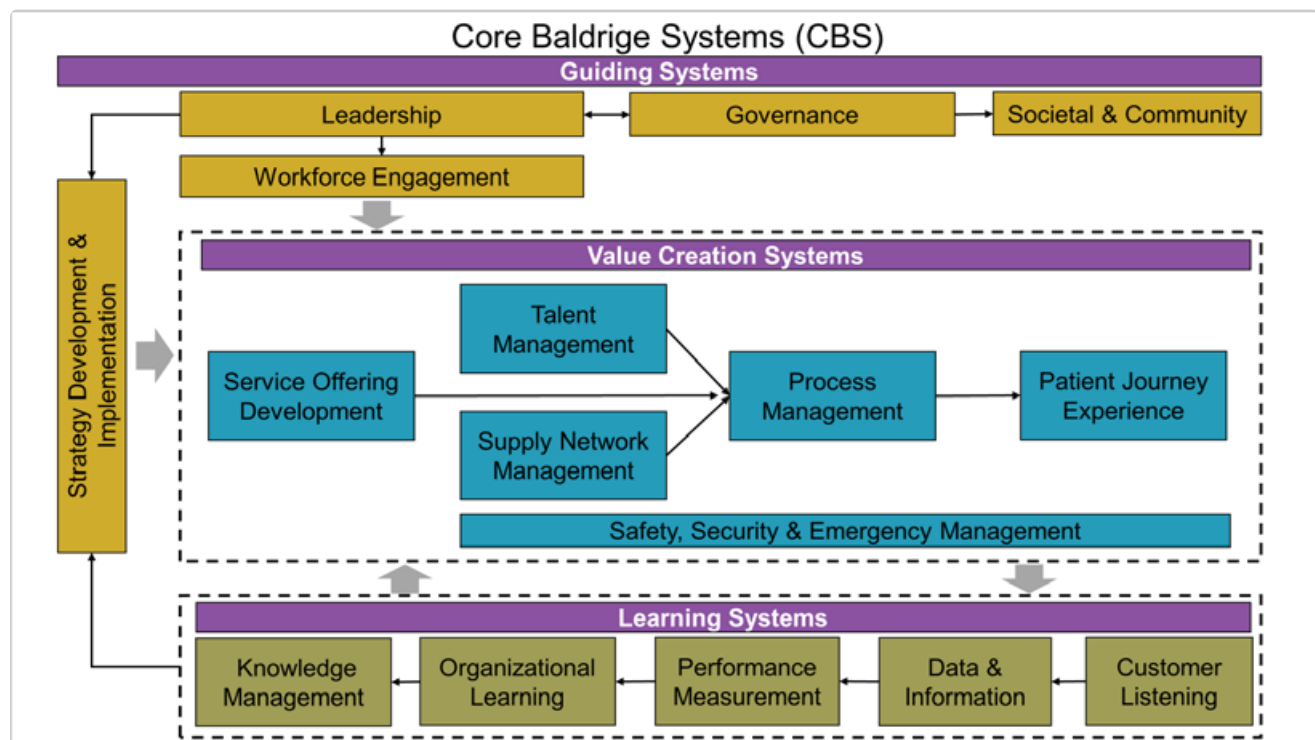 Core Baldrige Systems (CBS)
Guiding Systems
Leadership
Governance
Societal & Community
Workforce Engagement
Strategy Development &
Implementation
Value Creation Systems
Talent
Management
Service Offering
Development
Supply Network
Management
Process
Management
Patient Journey
Experience
Safety, Security & Emergency Management
Learning Systems
Knowledge
Management
Organizational
Learning
Performance
Measurement
Data &
Information
Customer
Listening